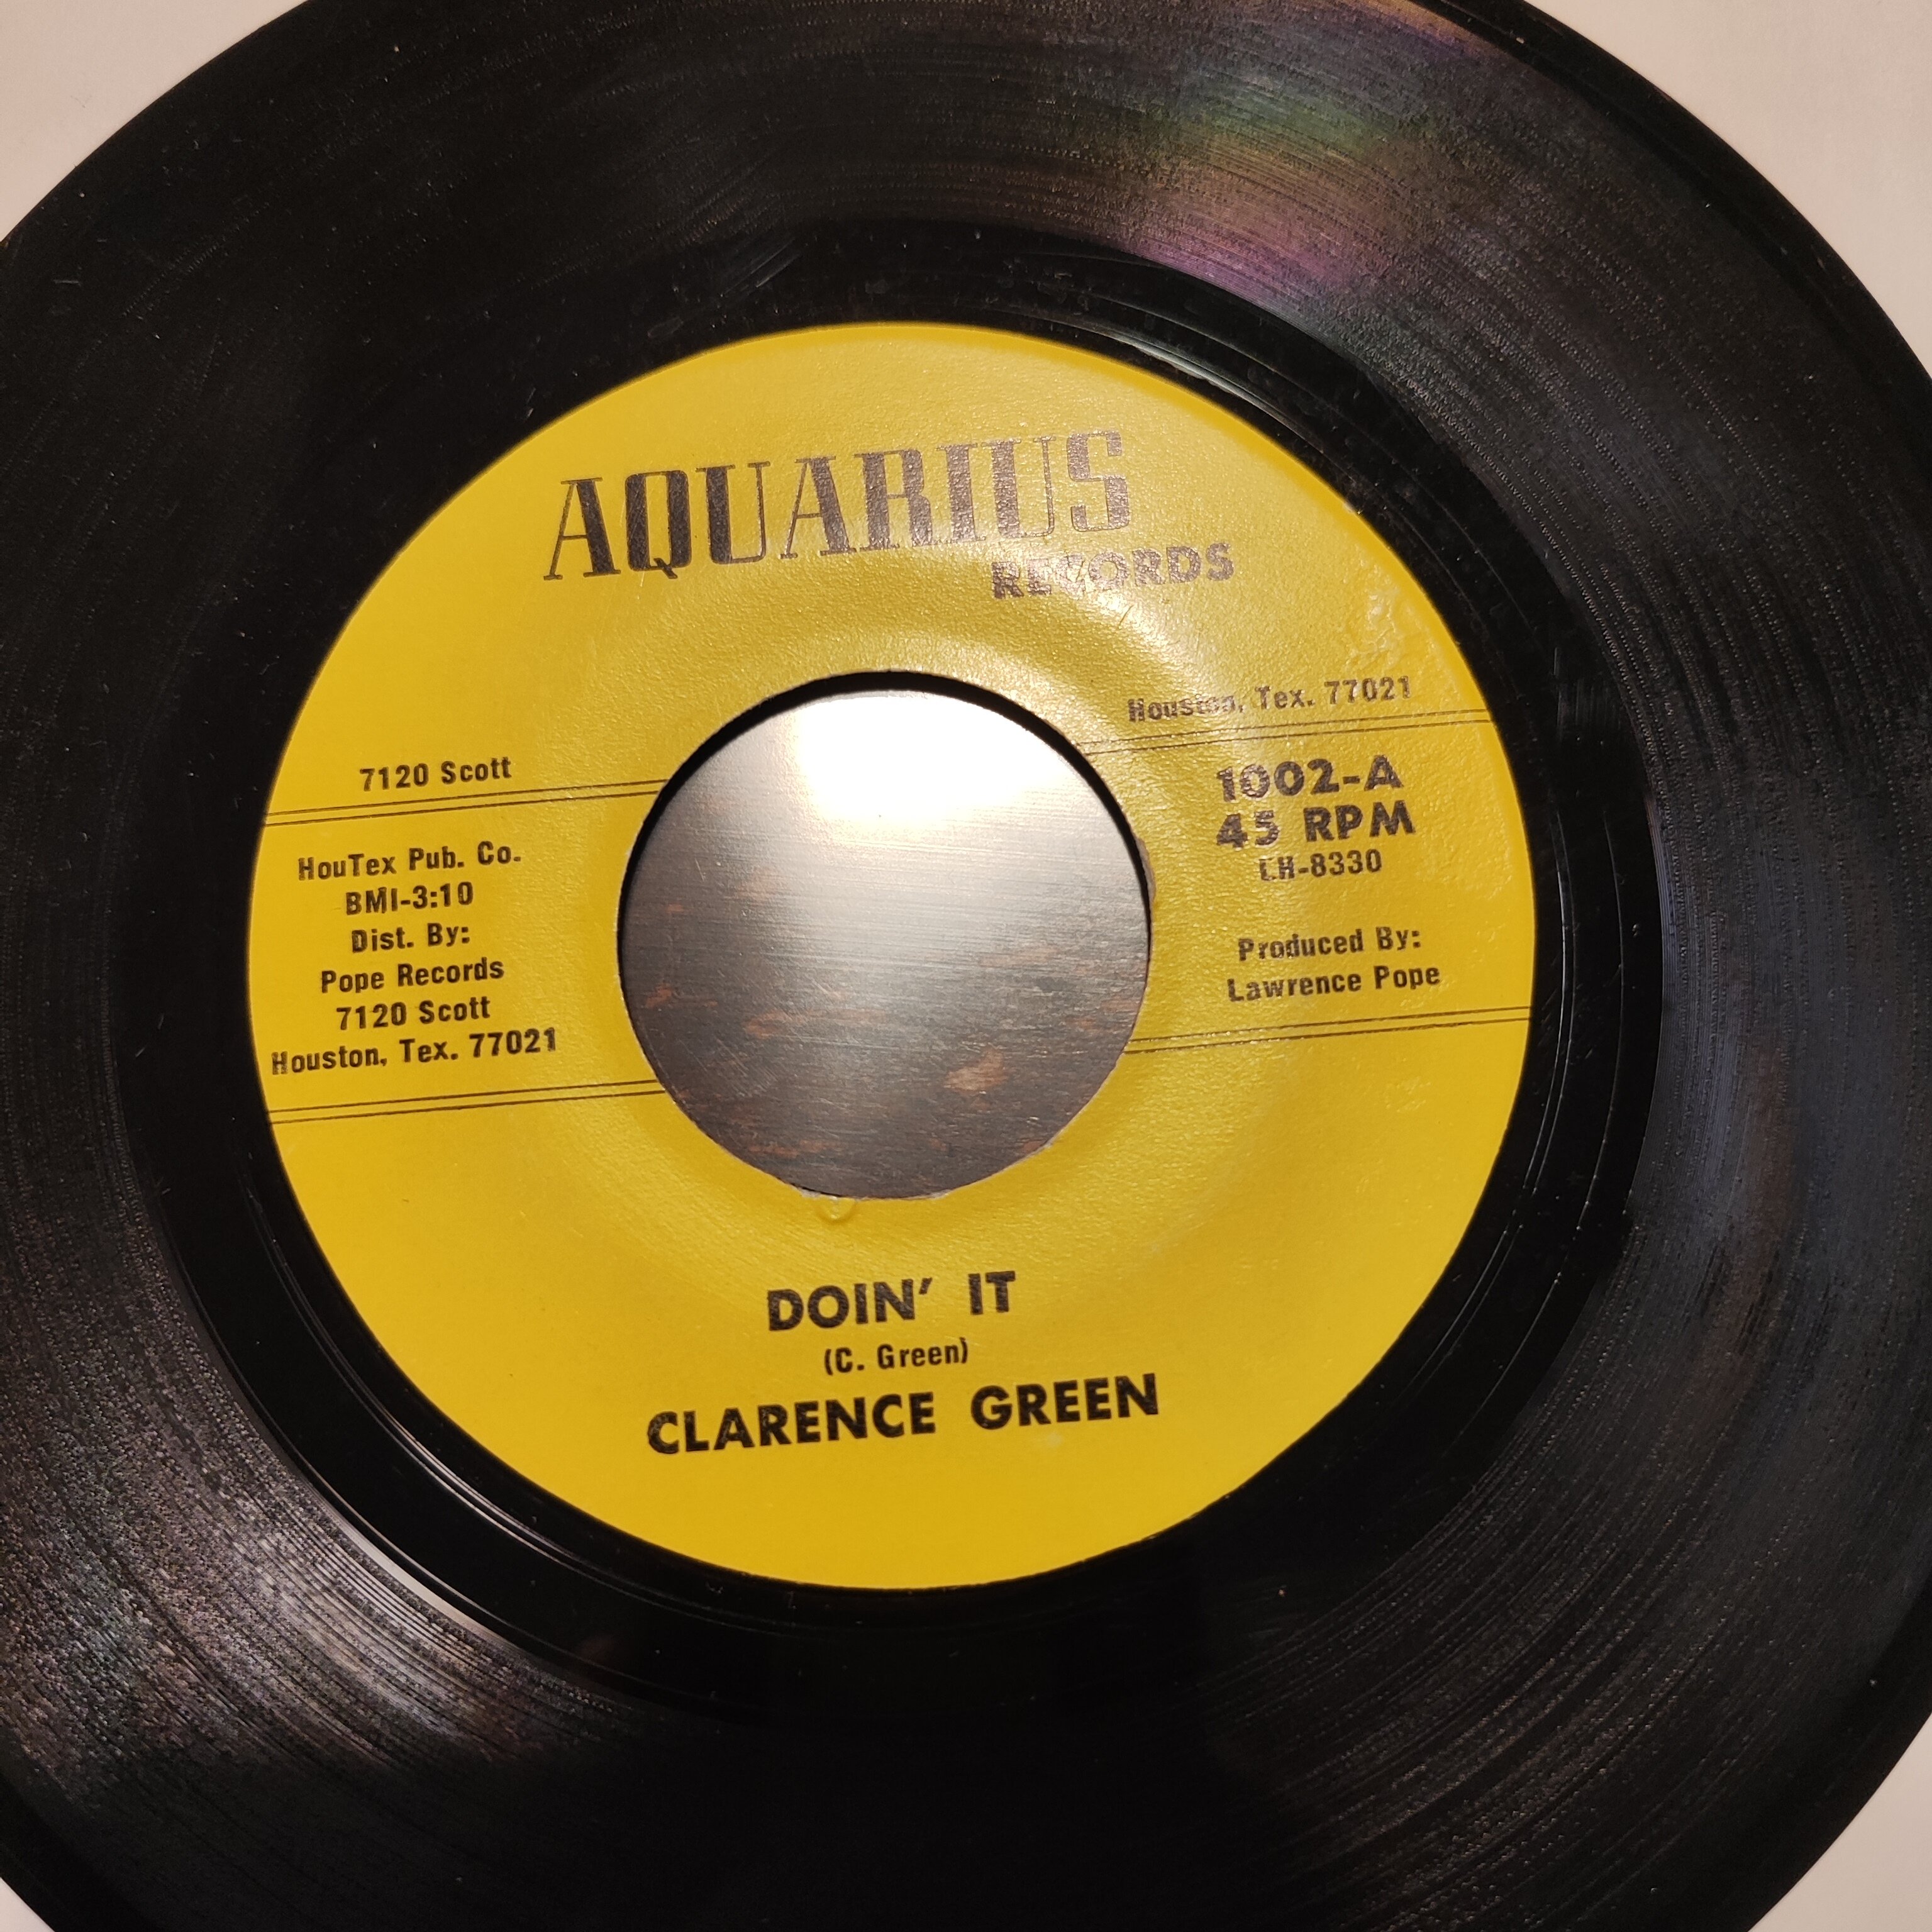 AQUARIUS
RECORDS
7120 Scott
Houston, Tex. 77021
HouTex Pub. Co.
BMI-3:10
Dist. By:
Pope Records
7120 Scott
Houston, Tex. 77021
1002-A
45 RPM
LH-8330
Produced By:
Lawrence Pope
DOIN' IT
(C. Green)
CLARENCE GREEN